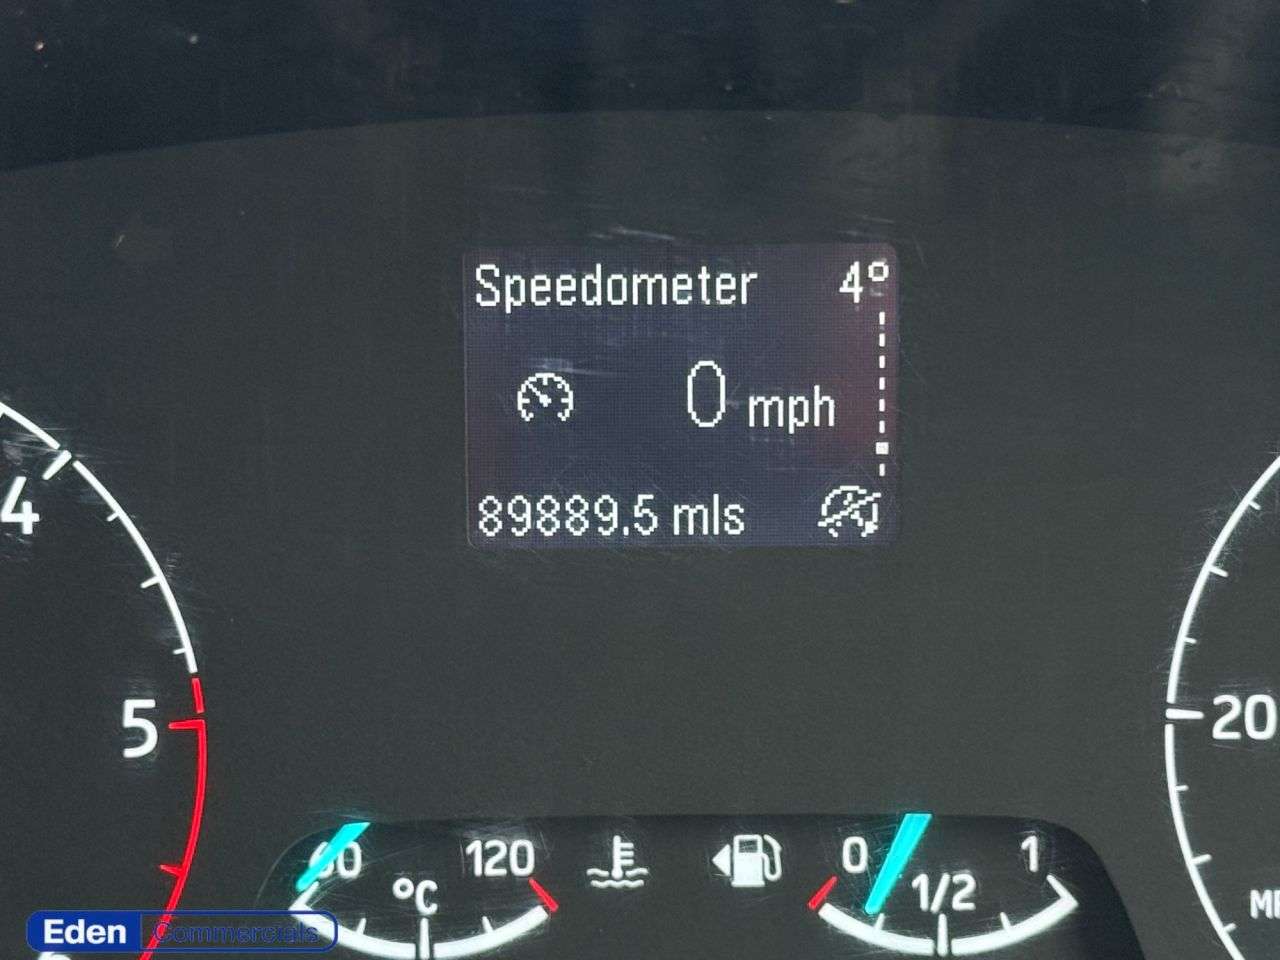 Speedometer 4°
0 mph
89889.5 mls
4
5
20
60 120
°C
0 1/2 1
Eden Commercials